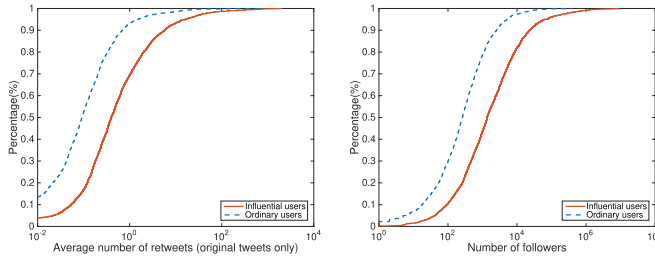 1
0.9
0.8
0.7
0.6
0.5
0.4
0.3
0.2
0.1
0
Percentage(%)
Influential users
Ordinary users
10^-2 10^0 10^2 10^4
Average number of retweets (original tweets only)
1
0.9
0.8
0.7
0.6
0.5
0.4
0.3
0.2
0.1
0
Percentage(%)
Influential users
Ordinary users
10^0 10^2 10^4 10^6
Number of followers